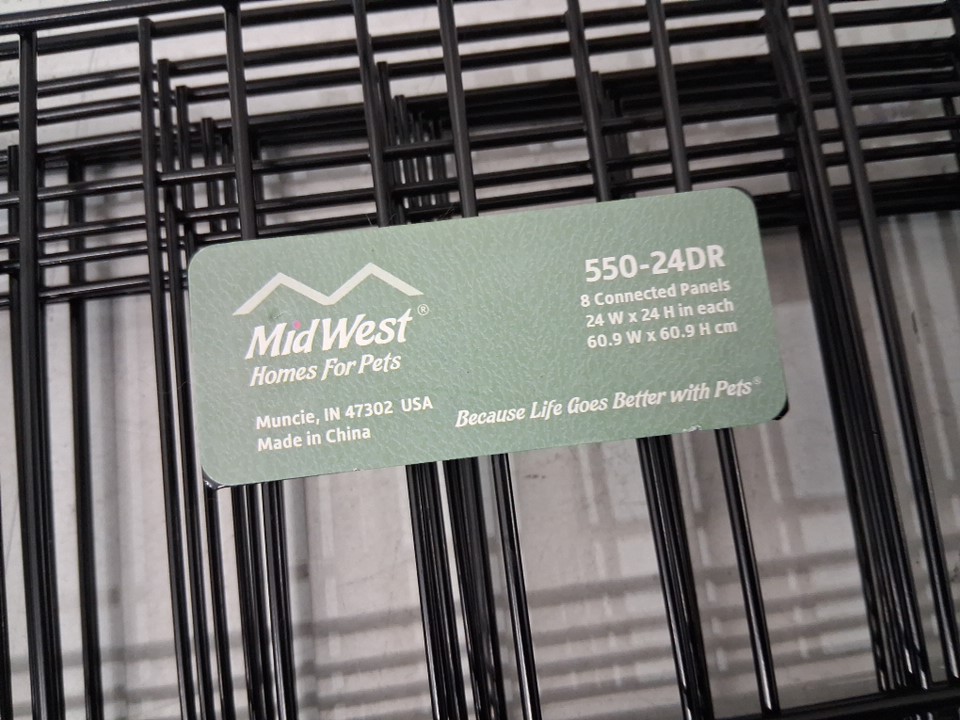 MidWest®
Homes For Pets
Muncie, IN 47302 USA
Made in China
550-24DR
8 Connected Panels
24 W x 24 H in each
60.9 W x 60.9 H cm
Because Life Goes Better with Pets®